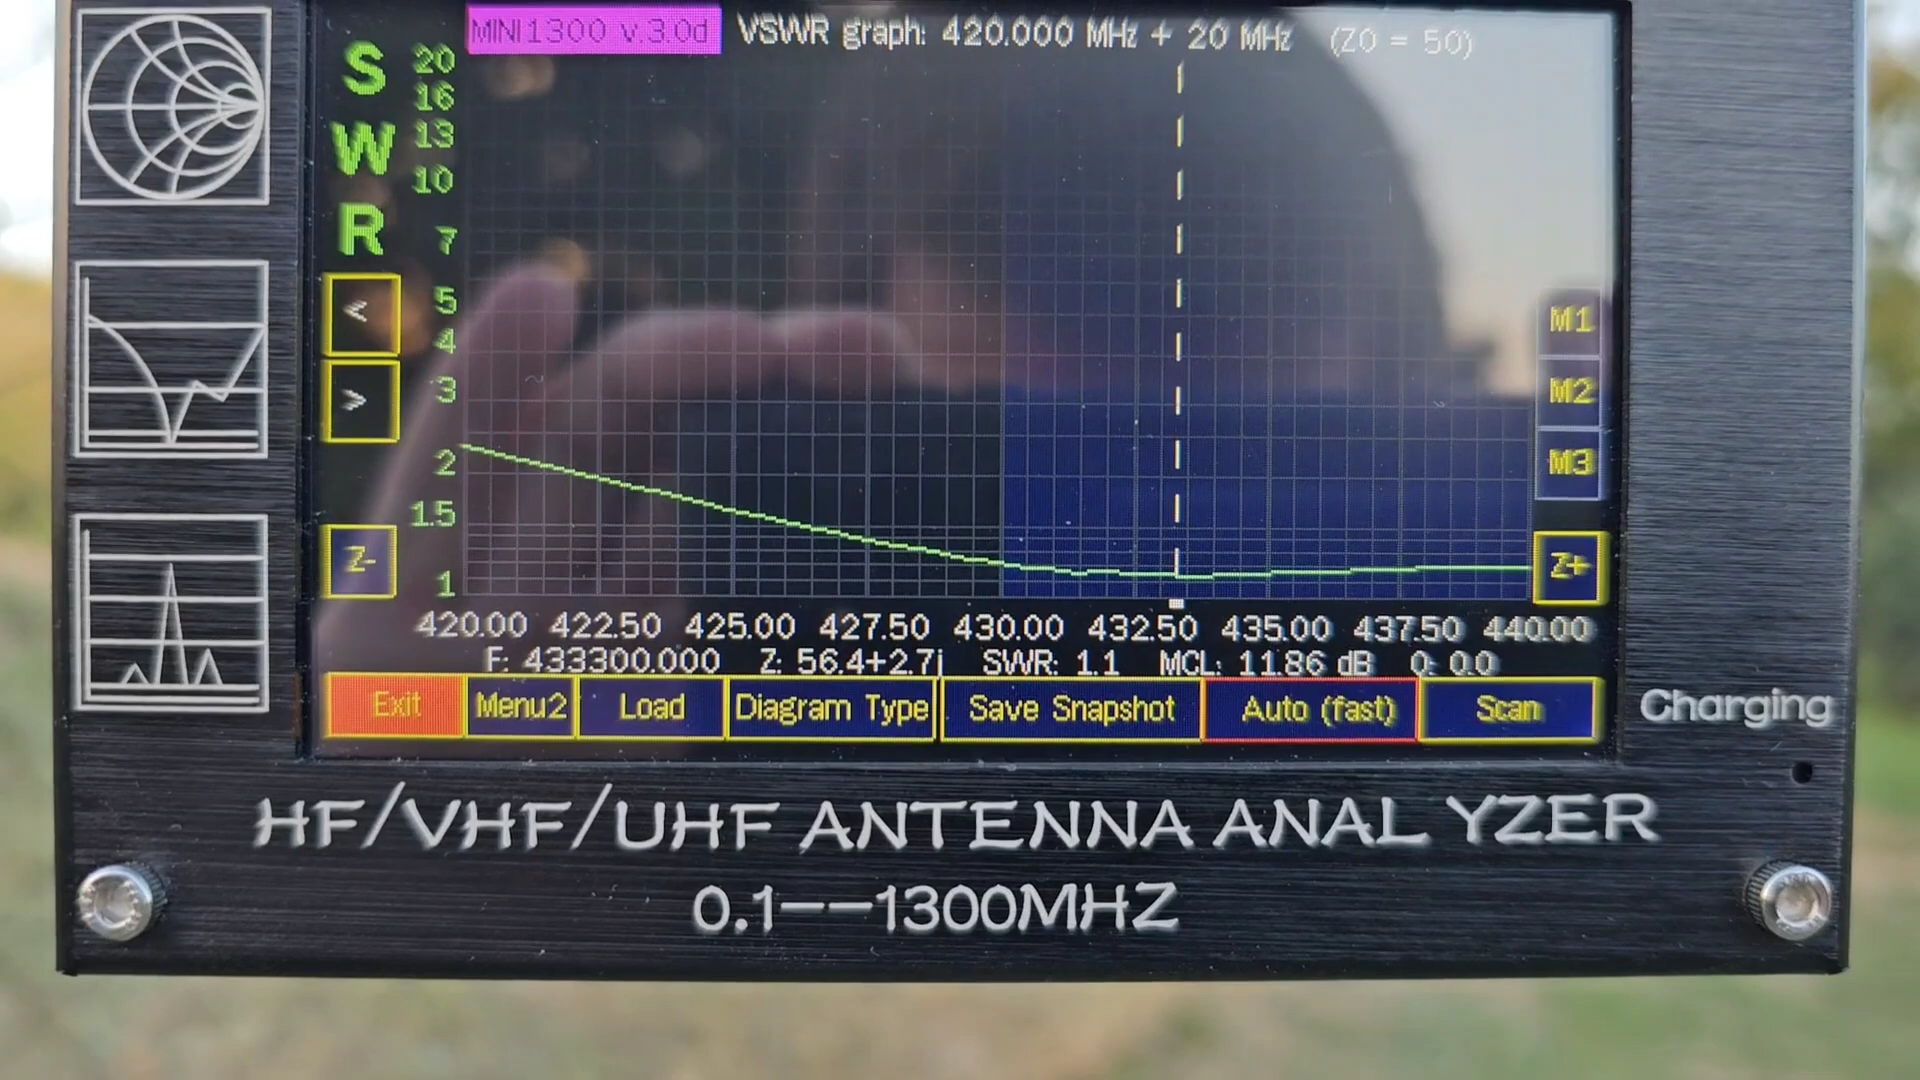 MINI1300 v.3.0d VSWR graph: 420.000 MHz + 20 MHz (Z0 = 50)
S
W
R
20
16
13
10
7
5
4
3
2
1.5
1
<
>
Z-
M1
M2
M3
Z+
420.00 422.50 425.00 427.50 430.00 432.50 435.00 437.50 440.00
F: 433300.000 Z: 56.4+2.7j SWR: 1.1 MCL: 11.86 dB Q: 0.0
Exit Menu2 Load Diagram Type Save Snapshot Auto (fast) Scan
Charging
HF/VHF/UHF ANTENNA ANALYZER
0.1--1300MHZ